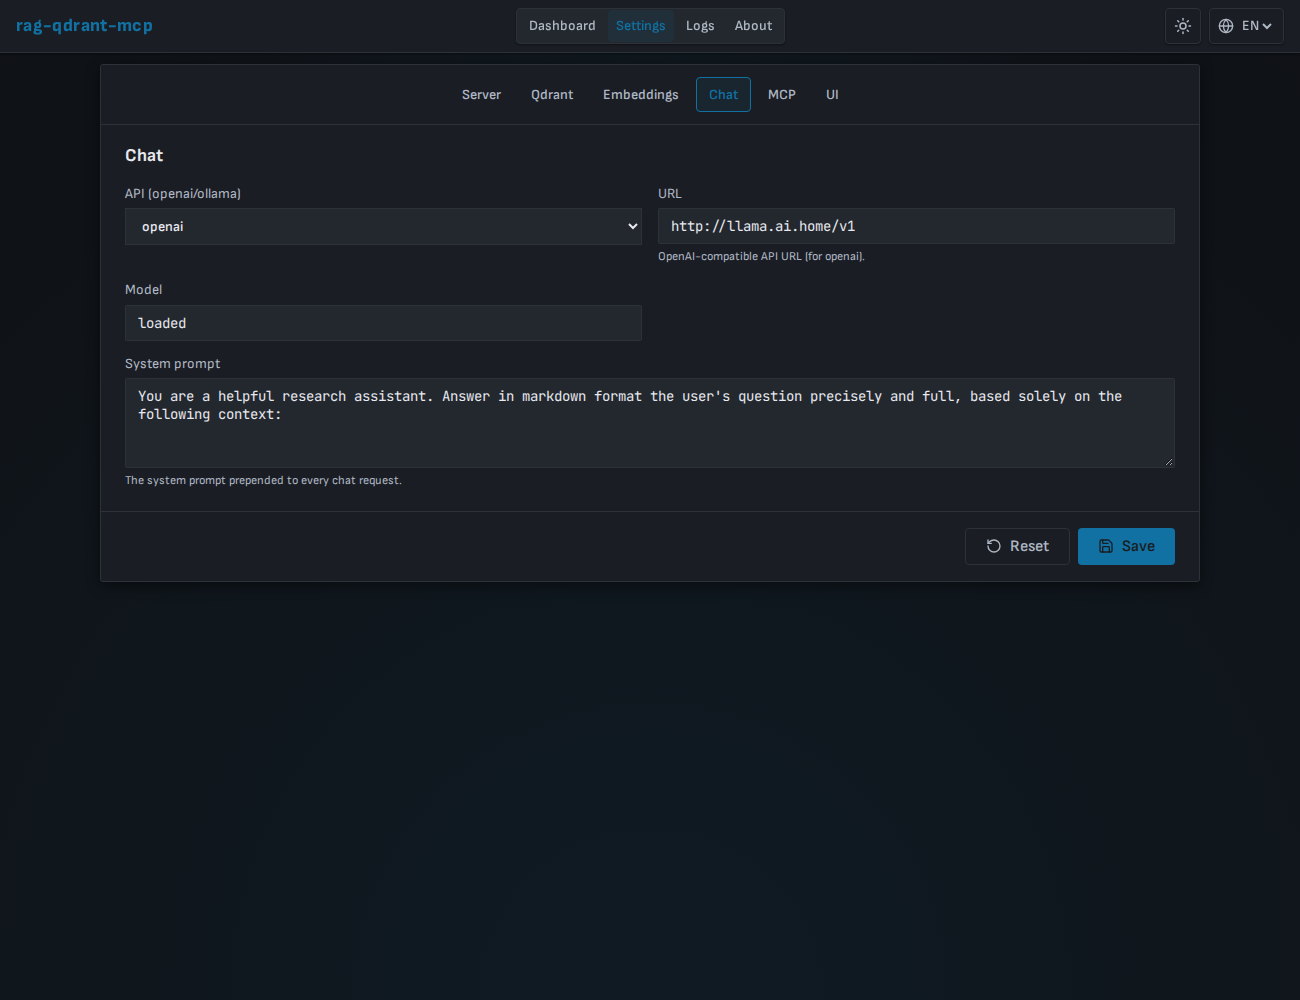 rag-qdrant-mcp
Dashboard Settings Logs About
EN
Server Qdrant Embeddings Chat MCP UI
Chat
API (openai/ollama)
openai
URL
http://llama.ai.home/v1
OpenAI-compatible API URL (for openai).
Model
loaded
System prompt
You are a helpful research assistant. Answer in markdown format the user's question precisely and full, based solely on the
following context:
The system prompt prepended to every chat request.
Reset Save